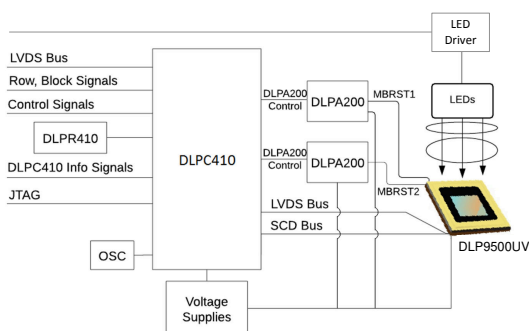 LED
Driver
LEDs
LVDS Bus
Row, Block Signals
Control Signals
DLPR410
DLPC410 Info Signals
JTAG
OSC
DLPC410
DLPA200
Control
DLPA200
MBRST1
DLPA200
Control
DLPA200
MBRST2
LVDS Bus
SCD Bus
DLP9500UV
Voltage
Supplies